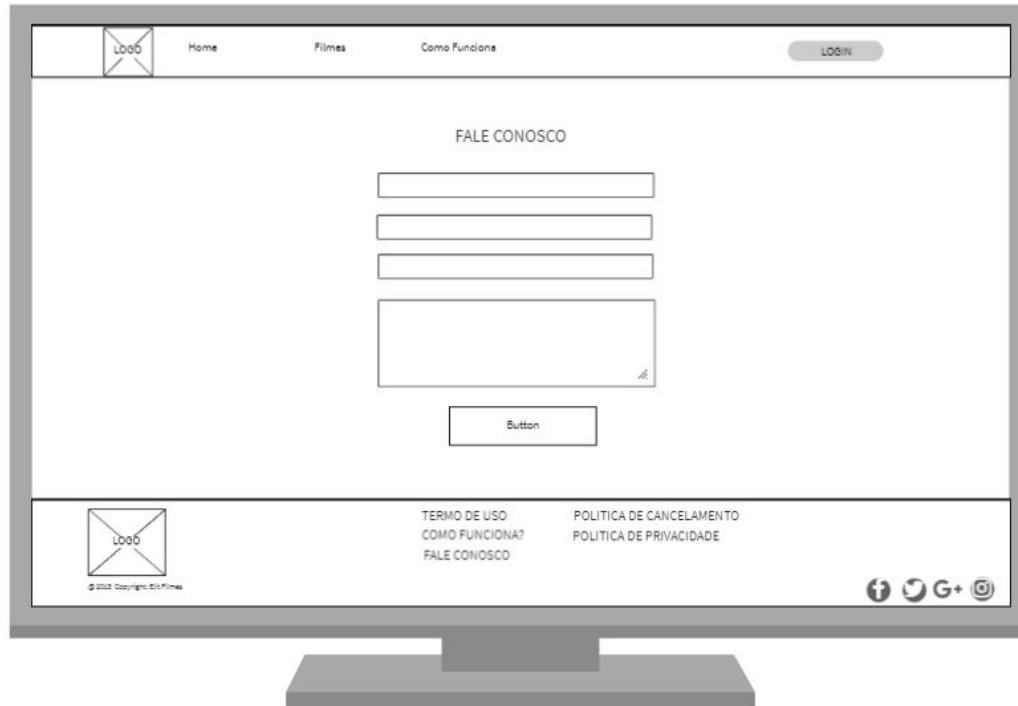 LOGO Home Filmes Como Funciona LOGIN
FALE CONOSCO
Button
LOGO
TERMO DE USO POLITICA DE CANCELAMENTO
COMO FUNCIONA? POLITICA DE PRIVACIDADE
FALE CONOSCO
Copyright:
G+